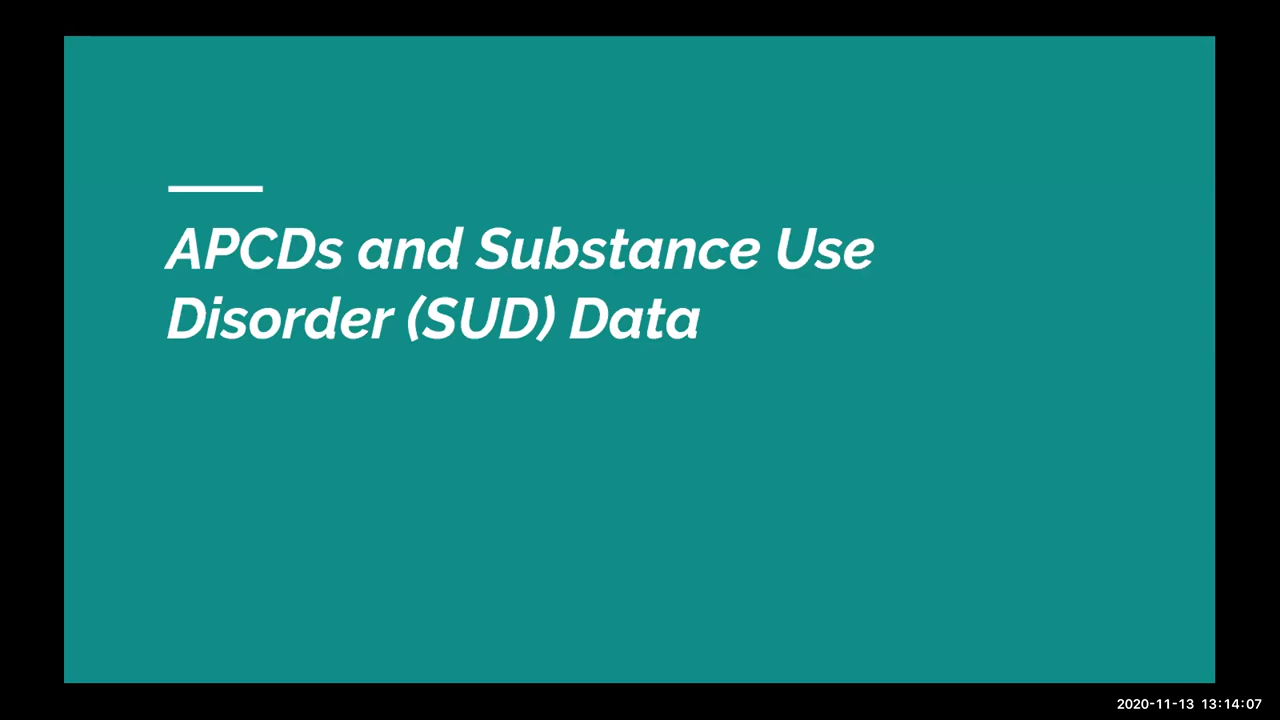 APCDs and Substance Use
Disorder (SUD) Data
2020-11-13 13:14:07